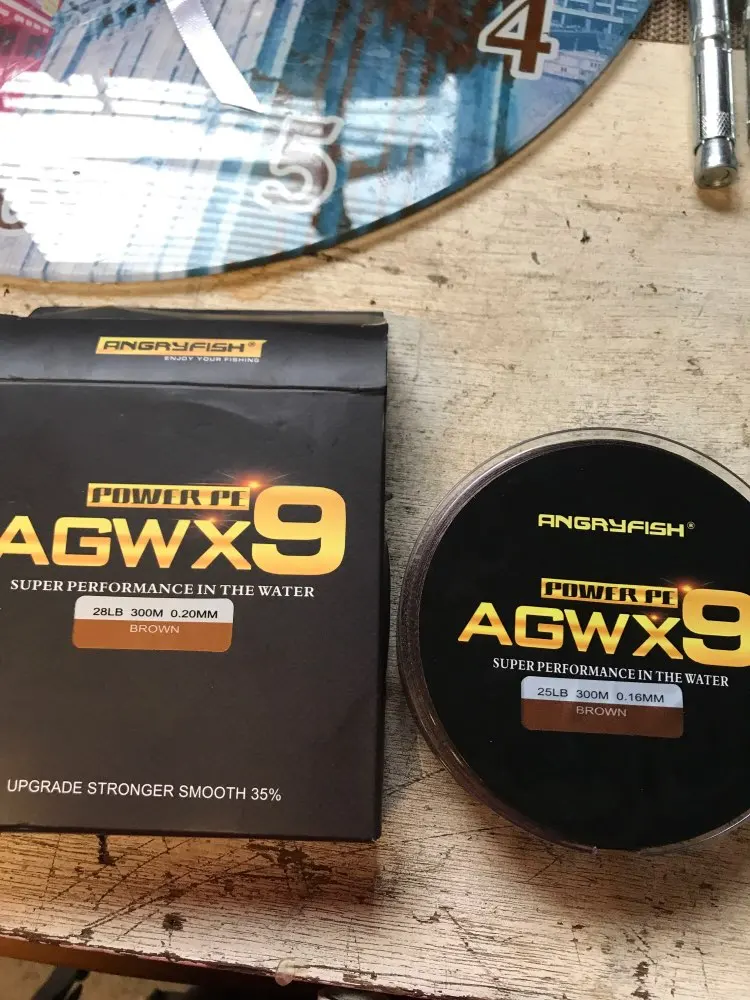 4
5
ANGRYFISH®
ENJOY YOUR FISHING
POWER PE
AGWX9
SUPER PERFORMANCE IN THE WATER
28LB 300M 0.20MM
BROWN
UPGRADE STRONGER SMOOTH 35%
ANGRYFISH®
POWER PE
AGWX9
SUPER PERFORMANCE IN THE WATER
25LB 300M 0.16MM
BROWN